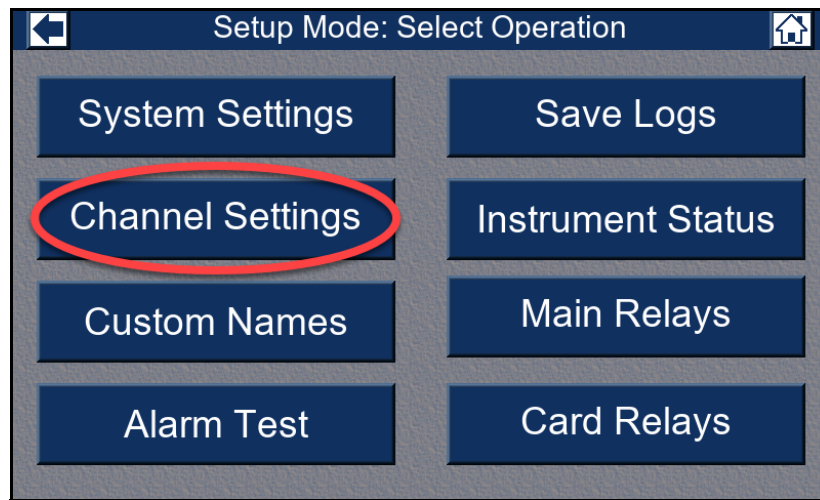 Setup Mode: Select Operation
System Settings
Save Logs
Channel Settings
Instrument Status
Custom Names
Main Relays
Alarm Test
Card Relays